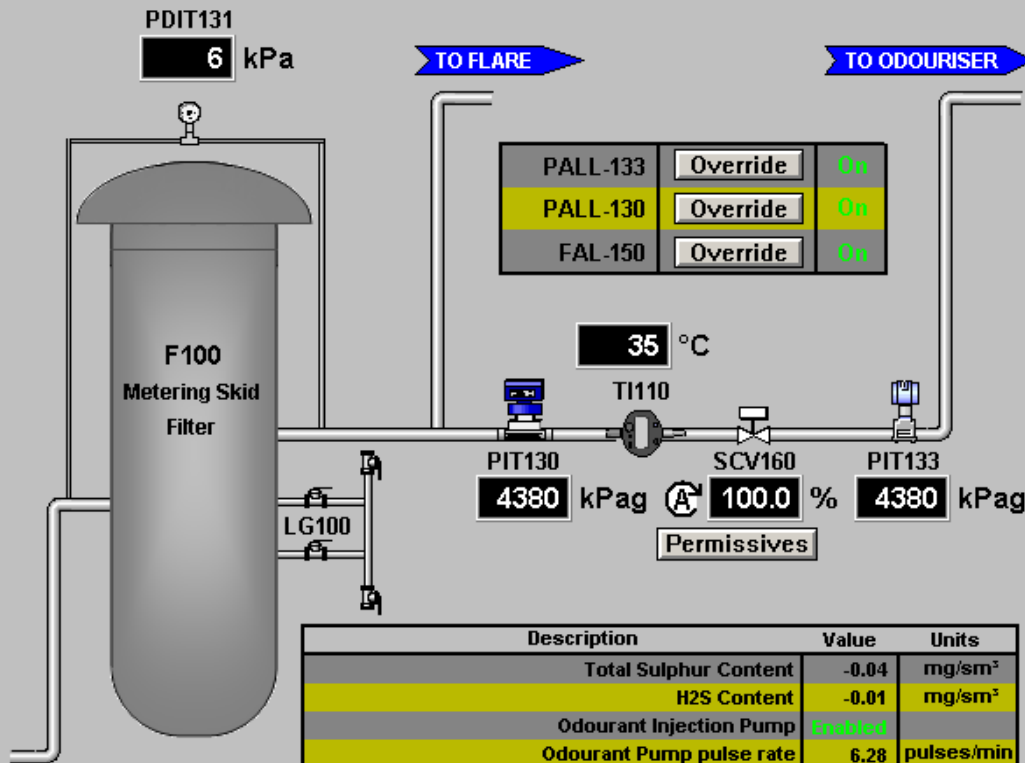 PDIT131
6 kPa
TO FLARE
TO ODOURISER
PALL-133 Override On
PALL-130 Override On
FAL-150 Override On
35 °C
F100
Metering Skid
Filter
TI110
PIT130
SCV160
PIT133
4380 kPag
A
100.0 %
4380 kPag
LG100
Permissives
Description Value Units
Total Sulphur Content -0.04 mg/sm³
H2S Content -0.01 mg/sm³
Odourant Injection Pump Enabled
Odourant Pump pulse rate 6.28 pulses/min